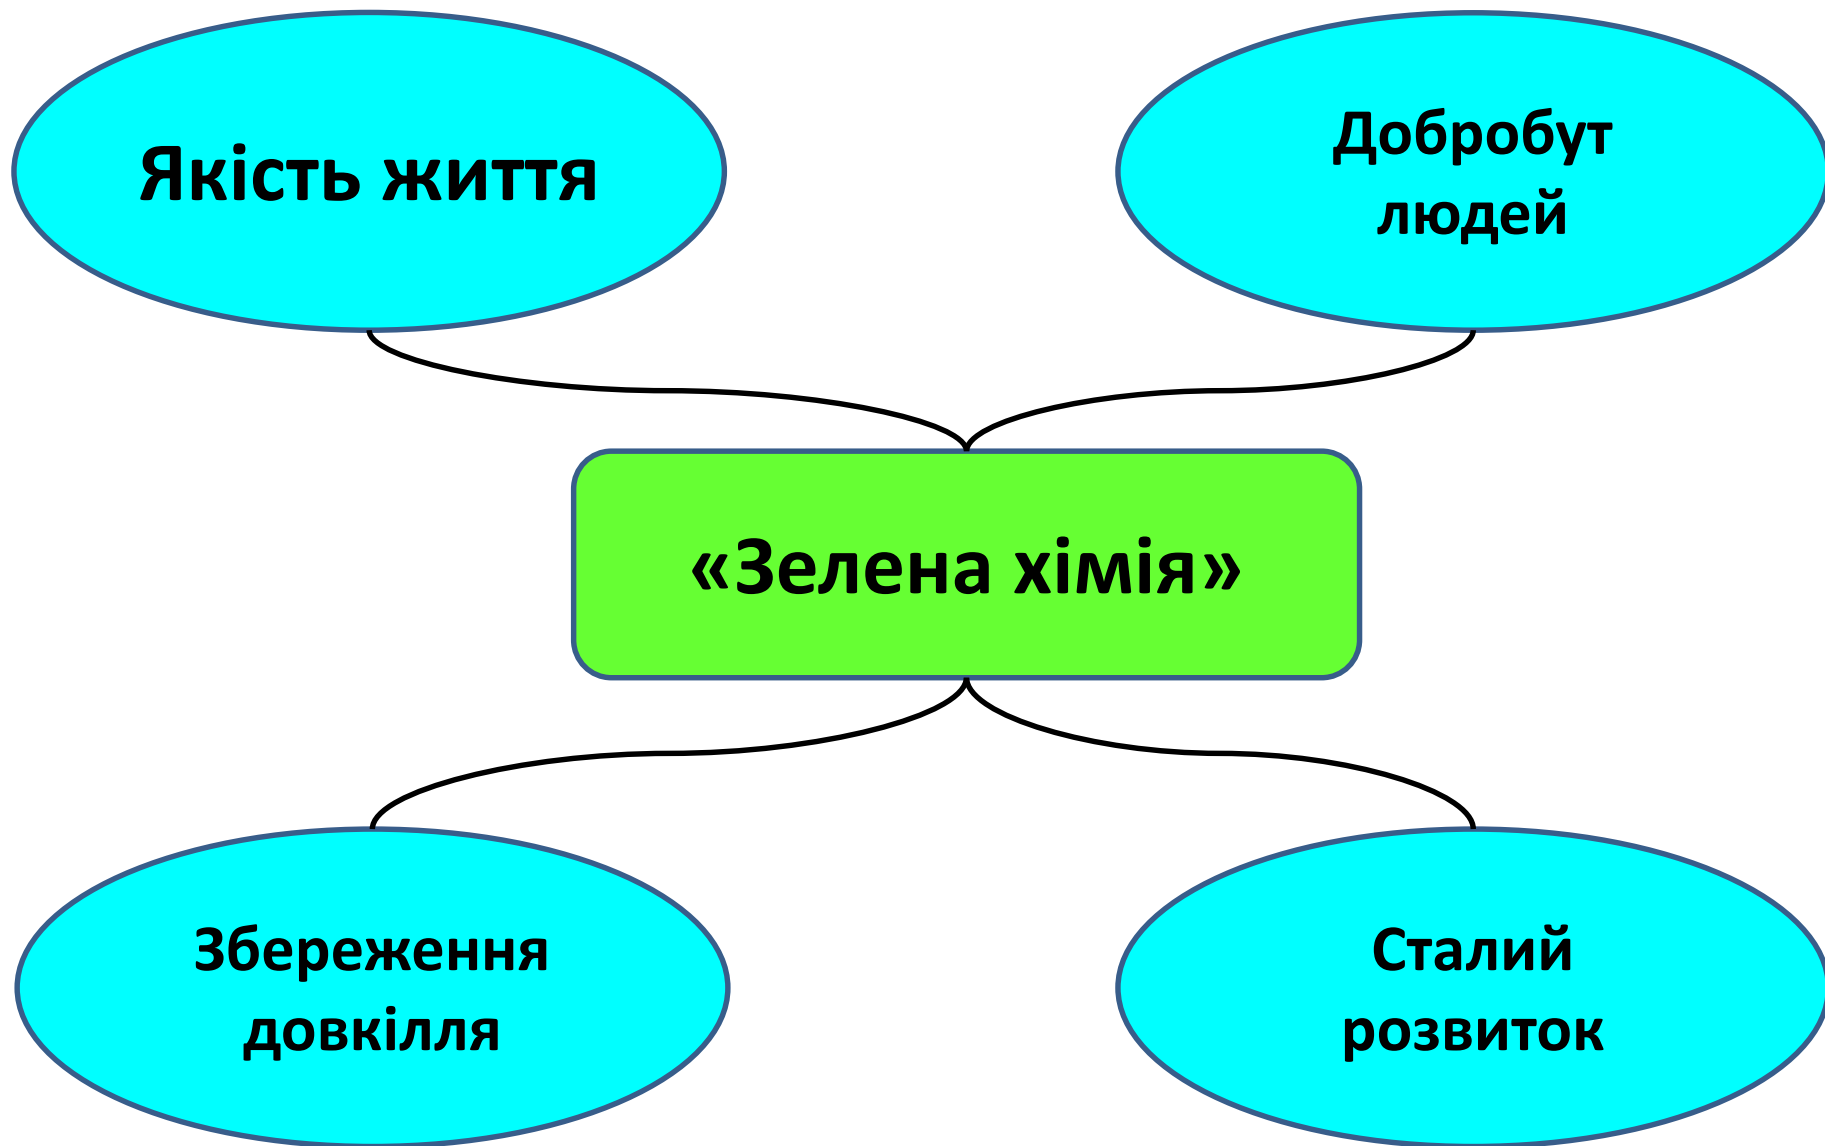 Якість життя
Добробут
людей
«Зелена хімія»
Збереження
довкілля
Сталий
розвиток